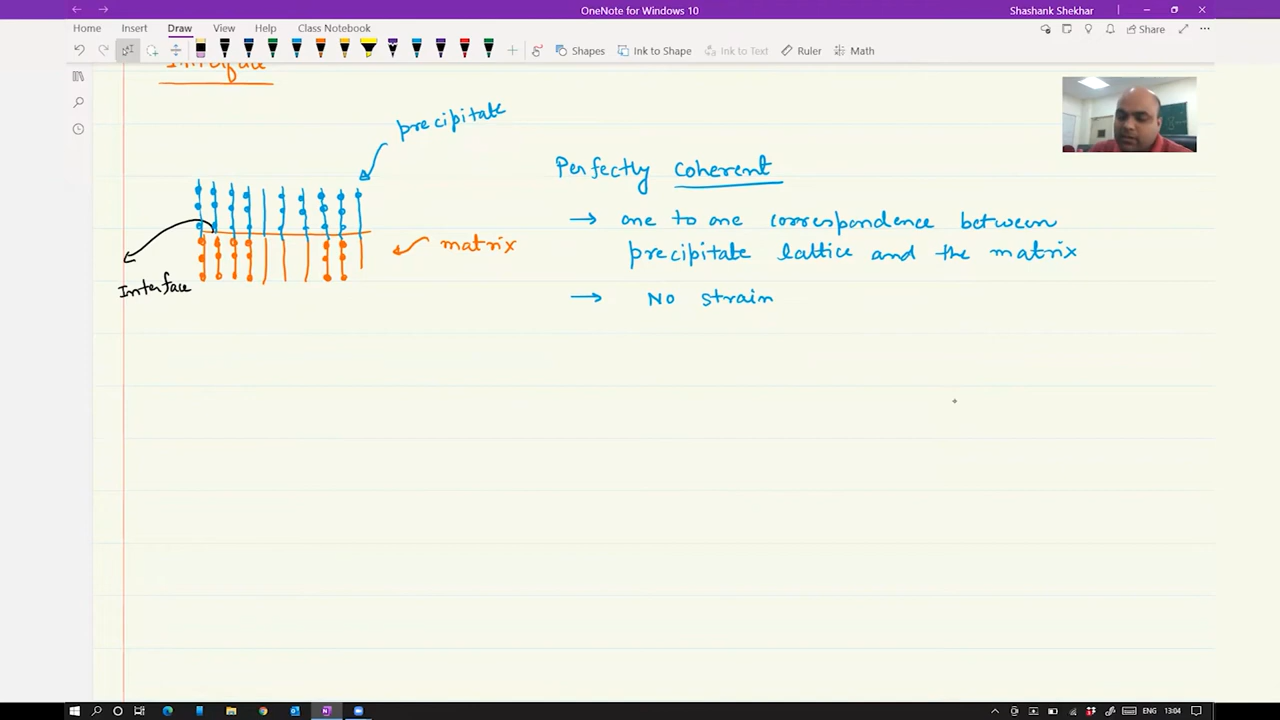 OneNote for Windows 10
Shashank Shekhar
Home Insert Draw View Help Class Notebook
Share
Shapes Ink to Shape Ink to Text Ruler Math
Interface
precipitate
matrix
Interface
Perfectly coherent
→ one to one correspondence between
precipitate lattice and the matrix
→ No strain
ENG 13:04